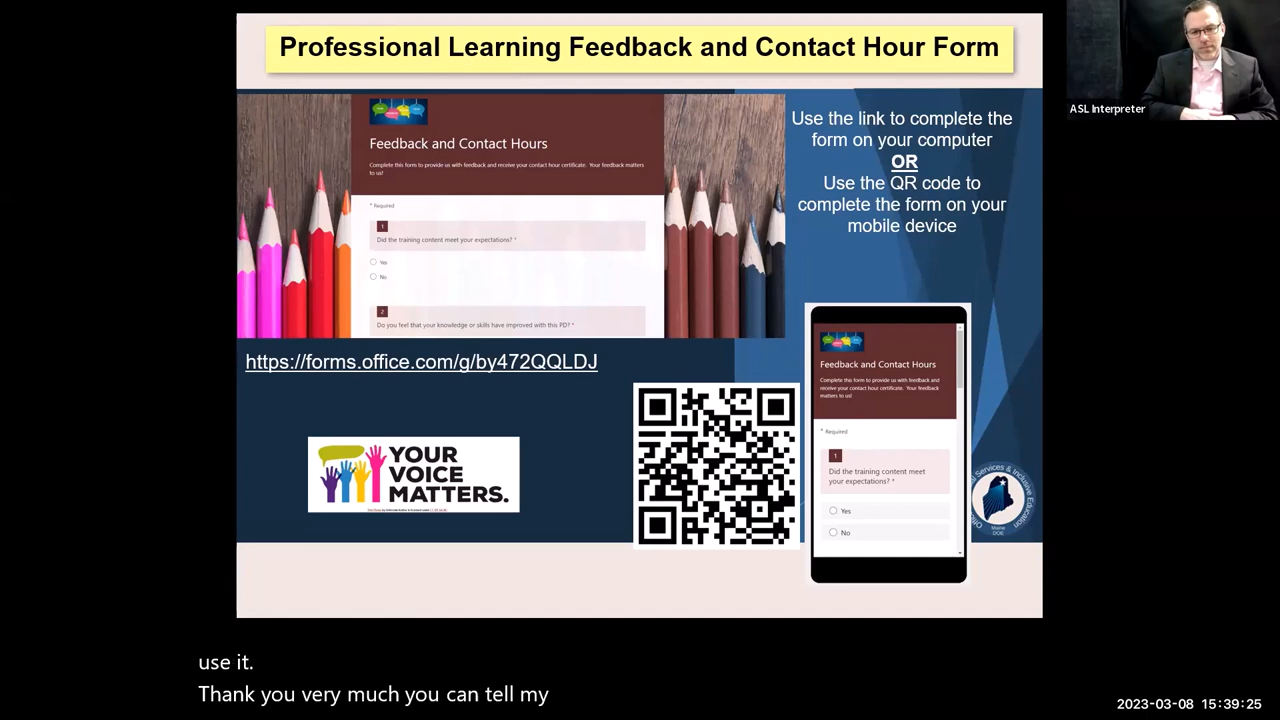 Professional Learning Feedback and Contact Hour Form
ASL Interpreter
Feedback and Contact Hours
Complete this form to provide us with feedback and receive your contact hour certificate. Your feedback matters
to us!
* Required
1
Did the training content meet your expectations? *
Yes
No
2
Do you feel that your knowledge or skills have improved with this PD? *
Use the link to complete the
form on your computer
OR
Use the QR code to
complete the form on your
mobile device
https://forms.office.com/g/by472QQLDJ
YOUR
VOICE
MATTERS.
Feedback and Contact Hours
Complete this form to provide us with feedback and
receive your contact hour certificate. Your feedback
matters to us!
* Required
1
Did the training content meet
your expectations? *
Yes
No
Services & Inclusive Education
Maine
DOE
use it.
Thank you very much you can tell my
2023-03-08 15:39:25